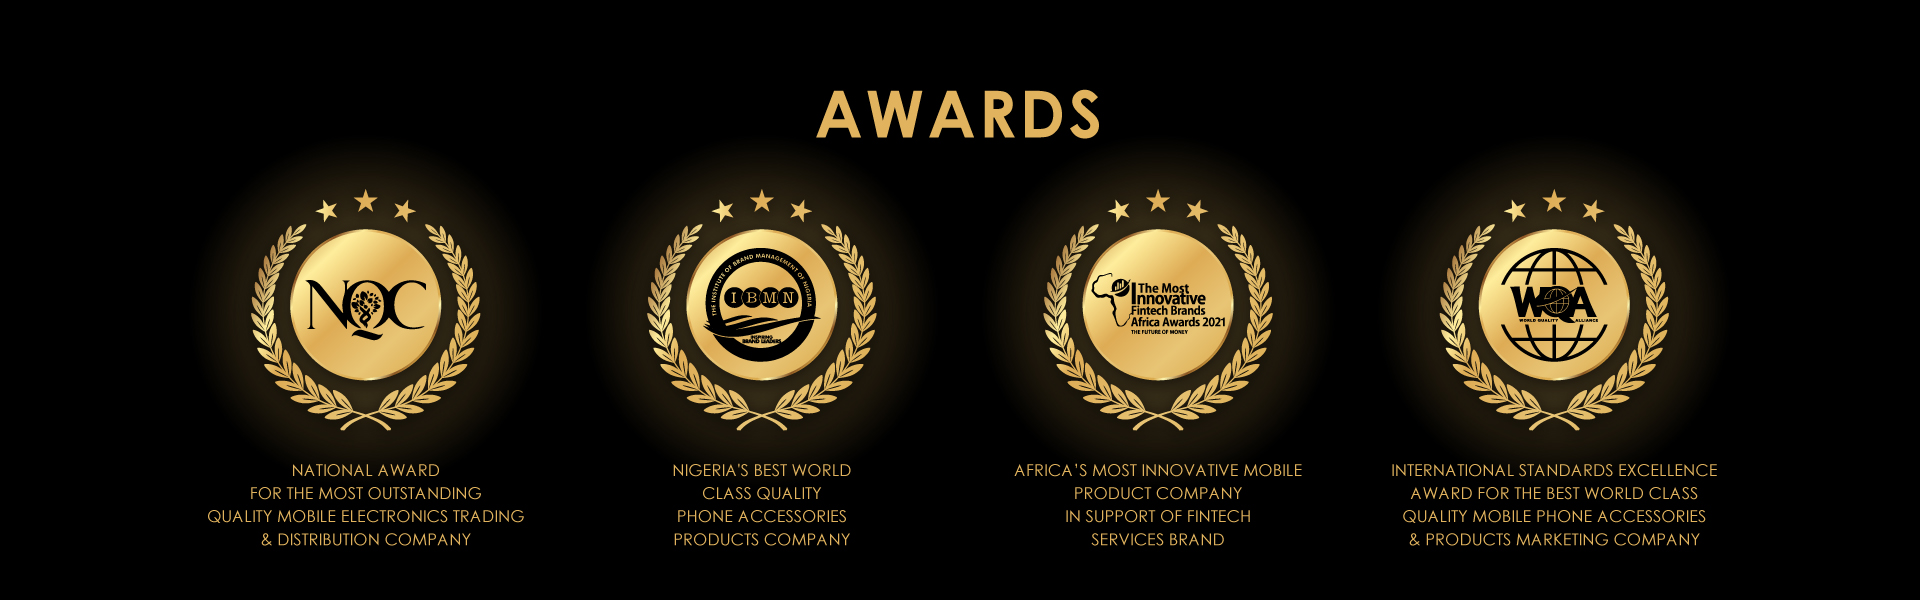 AWARDS
NQC
NATIONAL AWARD
FOR THE MOST OUTSTANDING
QUALITY MOBILE ELECTRONICS TRADING
& DISTRIBUTION COMPANY
THE INSTITUTE OF BRAND MANAGEMENT OF NIGERIA
IBMN
INSPIRING
BRAND LEADERS
NIGERIA'S BEST WORLD
CLASS QUALITY
PHONE ACCESSORIES
PRODUCTS COMPANY
The Most
Innovative
Fintech Brands
Africa Awards 2021
THE FUTURE OF MONEY
AFRICA’S MOST INNOVATIVE MOBILE
PRODUCT COMPANY
IN SUPPORT OF FINTECH
SERVICES BRAND
WQA
WORLD QUALITY ALLIANCE
INTERNATIONAL STANDARDS EXCELLENCE
AWARD FOR THE BEST WORLD CLASS
QUALITY MOBILE PHONE ACCESSORIES
& PRODUCTS MARKETING COMPANY